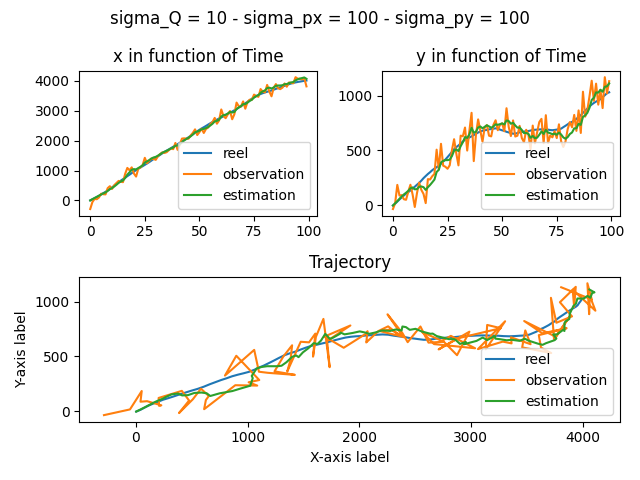 sigma_Q = 10 - sigma_px = 100 - sigma_py = 100
x in function of Time
4000
3000
2000
1000
0
0 25 50 75 100
reel
observation
estimation
y in function of Time
1000
500
0
0 25 50 75 100
reel
observation
estimation
Trajectory
Y-axis label
1000
500
0
0 1000 2000 3000 4000
X-axis label
reel
observation
estimation